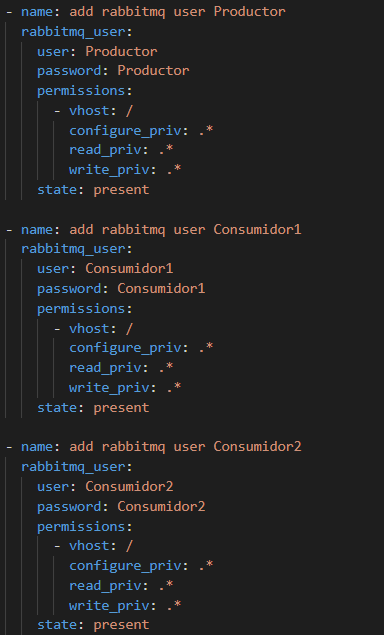 - name: add rabbitmq user Productor
  rabbitmq_user:
    user: Productor
    password: Productor
    permissions:
      - vhost: /
        configure_priv: .*
        read_priv: .*
        write_priv: .*
    state: present

- name: add rabbitmq user Consumidor1
  rabbitmq_user:
    user: Consumidor1
    password: Consumidor1
    permissions:
      - vhost: /
        configure_priv: .*
        read_priv: .*
        write_priv: .*
    state: present

- name: add rabbitmq user Consumidor2
  rabbitmq_user:
    user: Consumidor2
    password: Consumidor2
    permissions:
      - vhost: /
        configure_priv: .*
        read_priv: .*
        write_priv: .*
    state: present